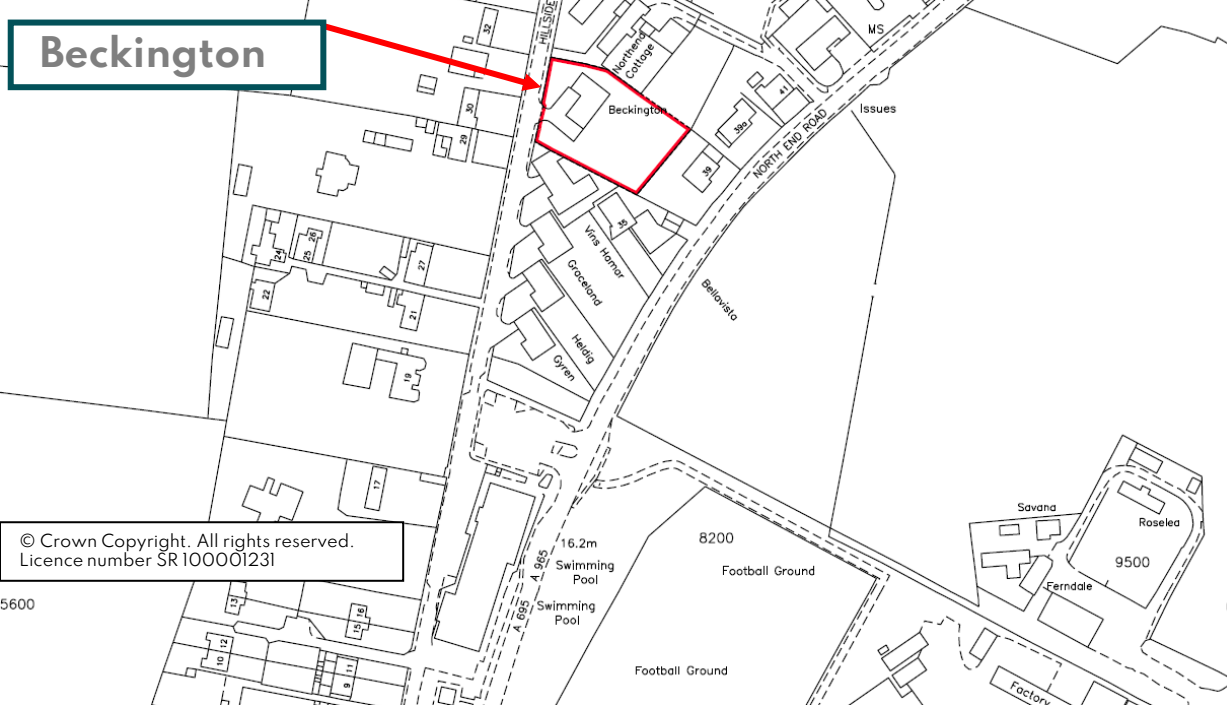 Beckington
HILLSIDE
32
Northend
Cottage
MS
30
Beckington
41
Issues
39a
29
NORTH END ROAD
39
35
26
25
24
27
Vins Hamar
Graceland
22
21
Bellavista
Heldig
Gyren
19
17
Savana
Roselea
© Crown Copyright. All rights reserved.
Licence number SR 100001231
16.2m
8200
A 965
Swimming
Pool
Football Ground
9500
Ferndale
5600
13
16
15
Swimming
Pool
A 695
12
10
11
9
Football Ground
Factory